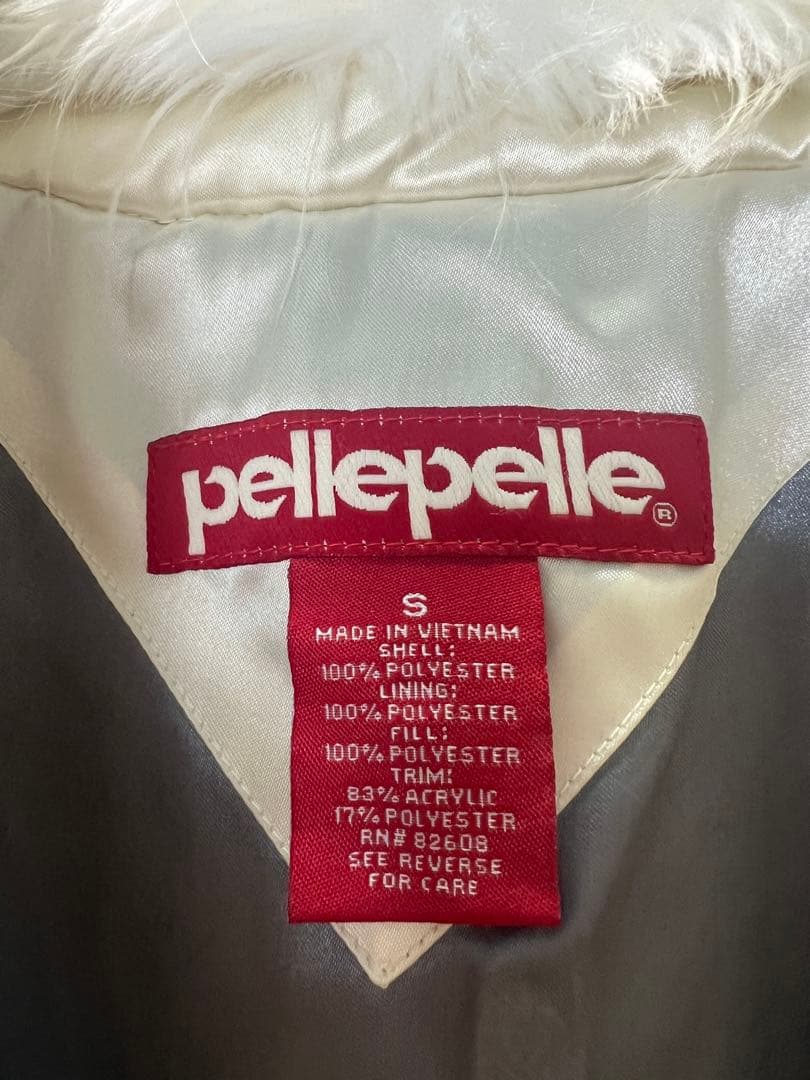 pellepelle®
S
MADE IN VIETNAM
SHELL:
100% POLYESTER
LINING:
100% POLYESTER
FILL:
100% POLYESTER
TRIM:
83% ACRYLIC
17% POLYESTER
RN# 82608
SEE REVERSE
FOR CARE